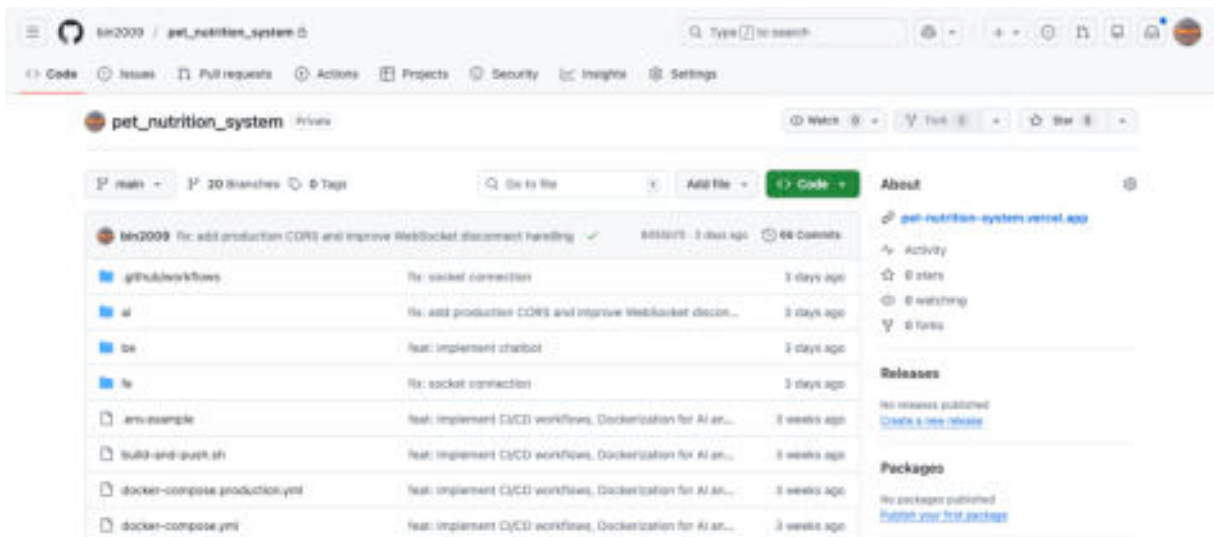 bin2009 / pet_nutrition_system
Type / to search
Code Issues Pull requests Actions Projects Security Insights Settings
pet_nutrition_system Private
Watch 0 Fork 0 Star 0
main 20 Branches 0 Tags Go to file Add file Code
bin2009 fix: add production CORS and improve WebSocket disconnect handling 3 days ago 66 Commits
.github/workflows fix: socket connection 3 days ago
ai fix: add production CORS and improve WebSocket discon... 3 days ago
be feat: implement chatbot 3 days ago
fe fix: socket connection 3 days ago
.env.example feat: implement CI/CD workflows, Dockerization for AI an... 3 weeks ago
build-and-push.sh feat: implement CI/CD workflows, Dockerization for AI an... 3 weeks ago
docker-compose.production.yml feat: implement CI/CD workflows, Dockerization for AI an... 3 weeks ago
docker-compose.yml feat: implement CI/CD workflows, Dockerization for AI an... 3 weeks ago
About
pet-nutrition-system.vercel.app
Activity
0 stars
0 watching
0 forks
Releases
No releases published
Create a new release
Packages
No packages published
Publish your first package